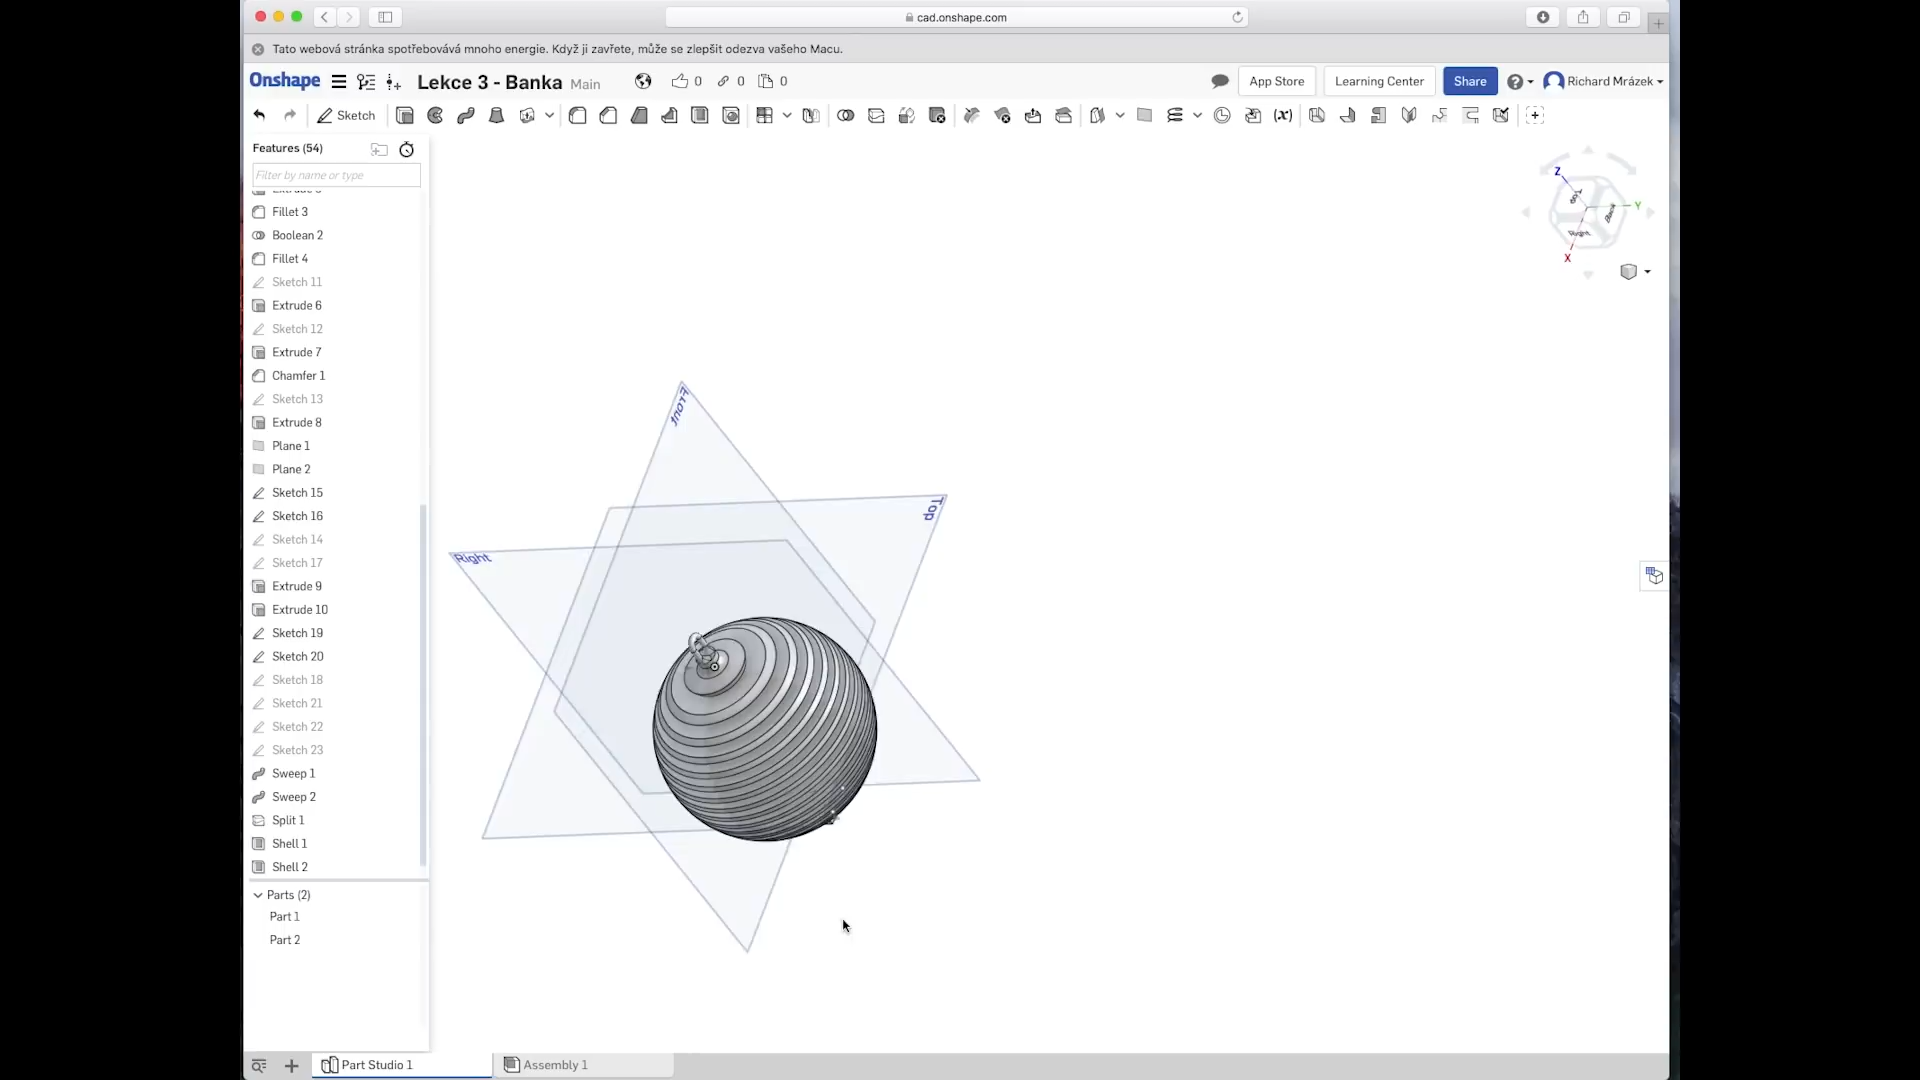 cad.onshape.com
Tato webová stránka spotřebovává mnoho energie. Když ji zavřete, může se zlepšit odezva vašeho Macu.
Onshape Lekce 3 - Banka Main 0 0 0 App Store Learning Center Share Richard Mrázek
Sketch (x)
Features (54)
Filter by name or type
Fillet 3
Boolean 2
Fillet 4
Sketch 11
Extrude 6
Sketch 12
Extrude 7
Chamfer 1
Sketch 13
Extrude 8
Plane 1
Plane 2
Sketch 15
Sketch 16
Sketch 14
Sketch 17
Extrude 9
Extrude 10
Sketch 19
Sketch 20
Sketch 18
Sketch 21
Sketch 22
Sketch 23
Sweep 1
Sweep 2
Split 1
Shell 1
Shell 2
Parts (2)
Part 1
Part 2
Front
Top
Right
Z
Top
Y
Back
Right
X
Part Studio 1 Assembly 1